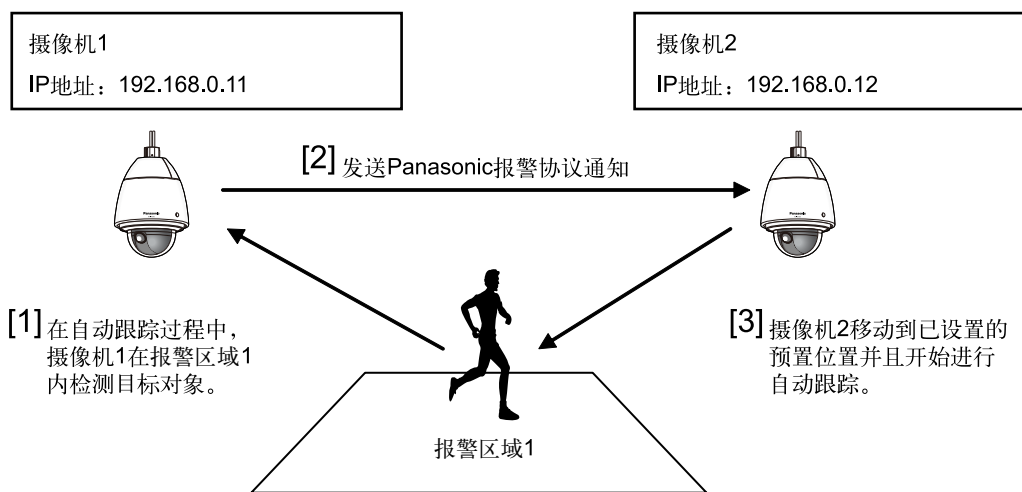 摄像机1
IP地址：192.168.0.11
摄像机2
IP地址：192.168.0.12
[2] 发送Panasonic报警协议通知
Panasonic
Panasonic
[1] 在自动跟踪过程中，
摄像机1在报警区域1
内检测目标对象。
[3] 摄像机2移动到已设置的
预置位置并且开始进行
自动跟踪。
报警区域1